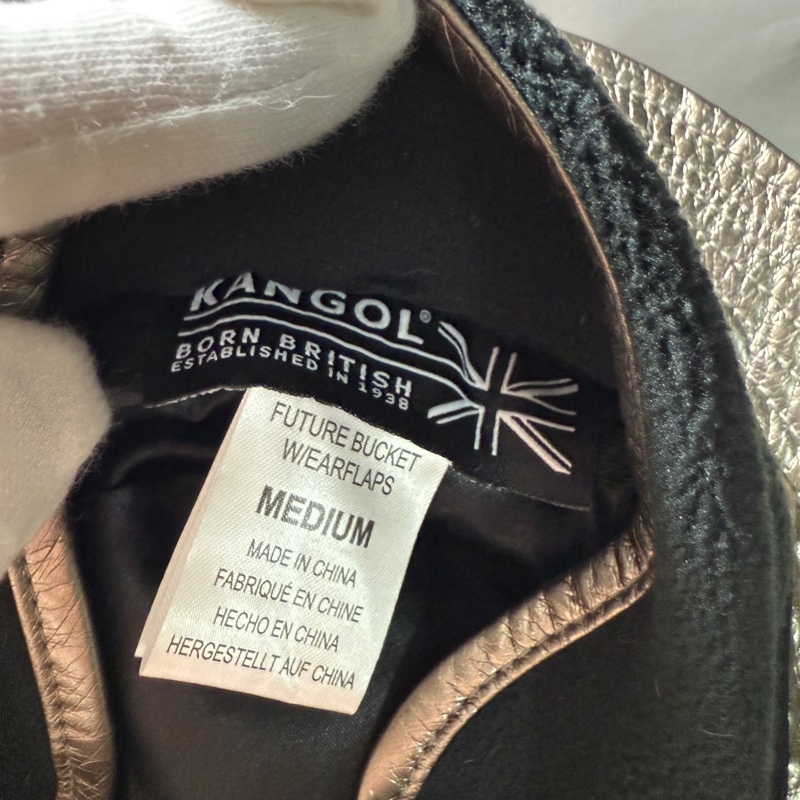 KANGOL®
BORN BRITISH
ESTABLISHED IN 1938
FUTURE BUCKET
W/EARFLAPS
MEDIUM
MADE IN CHINA
FABRIQUÉ EN CHINE
HECHO EN CHINA
HERGESTELLT AUF CHINA